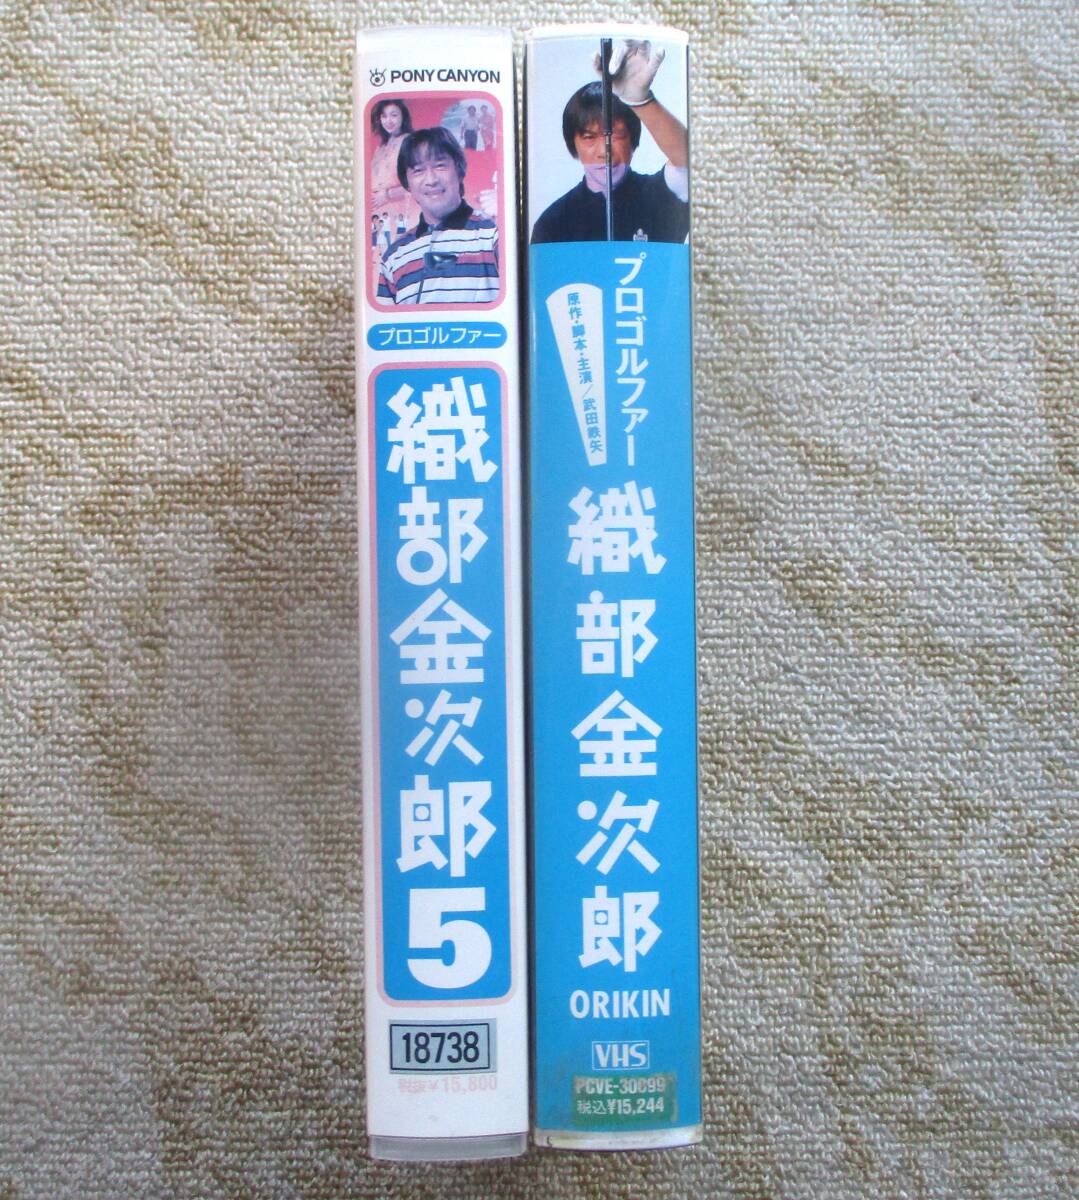 PONY CANYON
プロゴルファー
織部金次郎5
18738
税抜¥15,800
プロゴルファー
原作・脚本・主演／武田鉄矢
織部金次郎
ORIKIN
VHS
PCVE-30099
税込¥15,244